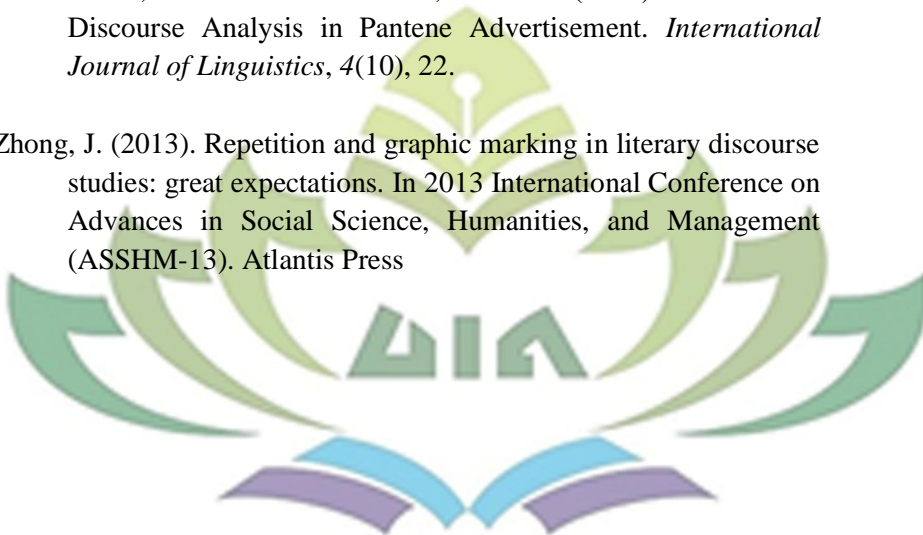 Discourse Analysis in Pantene Advertisement. International
Journal of Linguistics, 4(10), 22.
Zhong, J. (2013). Repetition and graphic marking in literary discourse
studies: great expectations. In 2013 International Conference on
Advances in Social Science, Humanities, and Management
(ASSHM-13). Atlantis Press
UIN